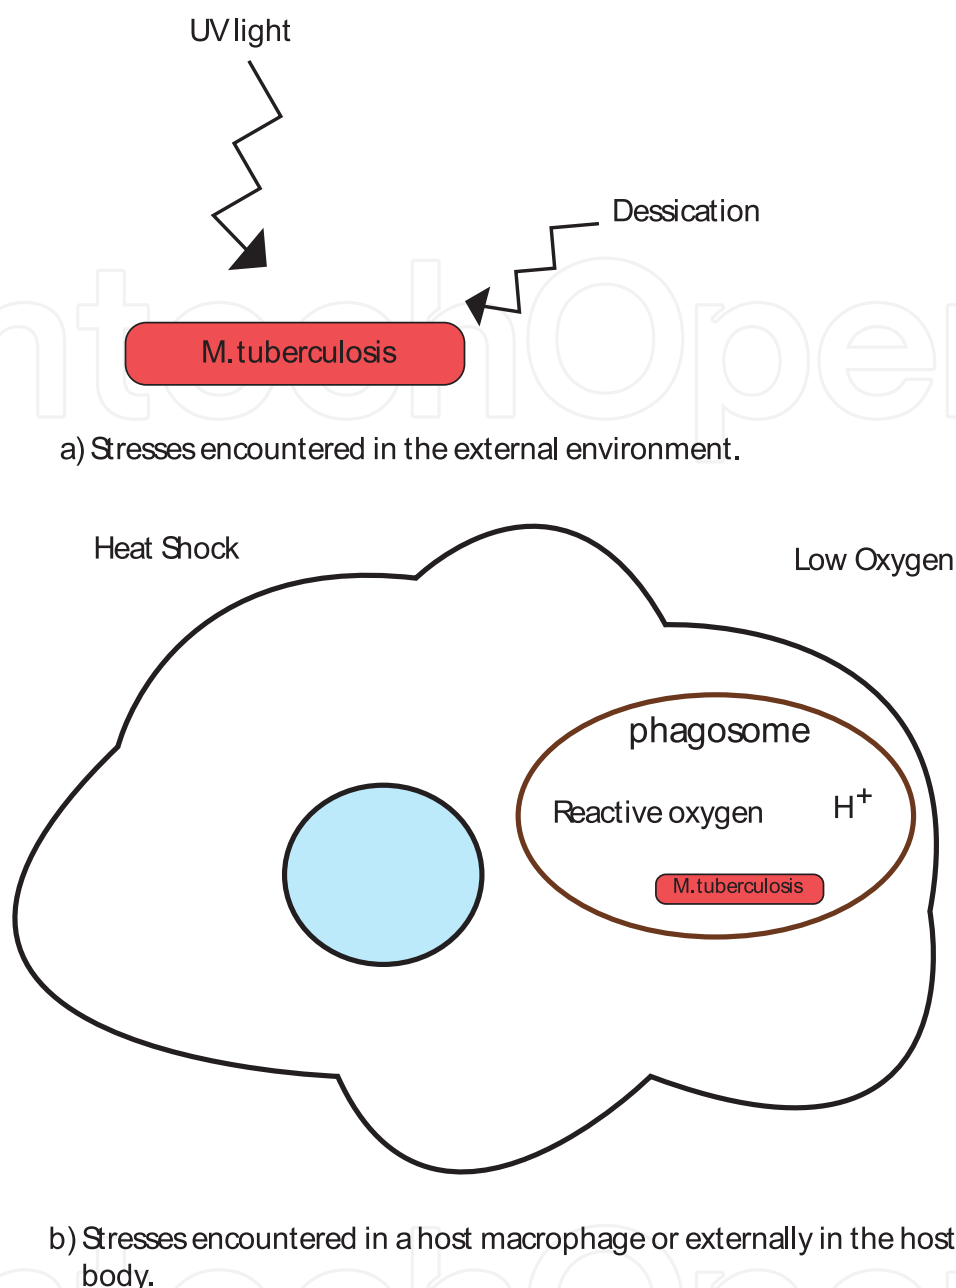 UV light
Dessication
M.tuberculosis
a) Stresses encountered in the external environment.
Heat Shock
Low Oxygen
phagosome
Reactive oxygen
H+
M.tuberculosis
b) Stresses encountered in a host macrophage or externally in the host
body.